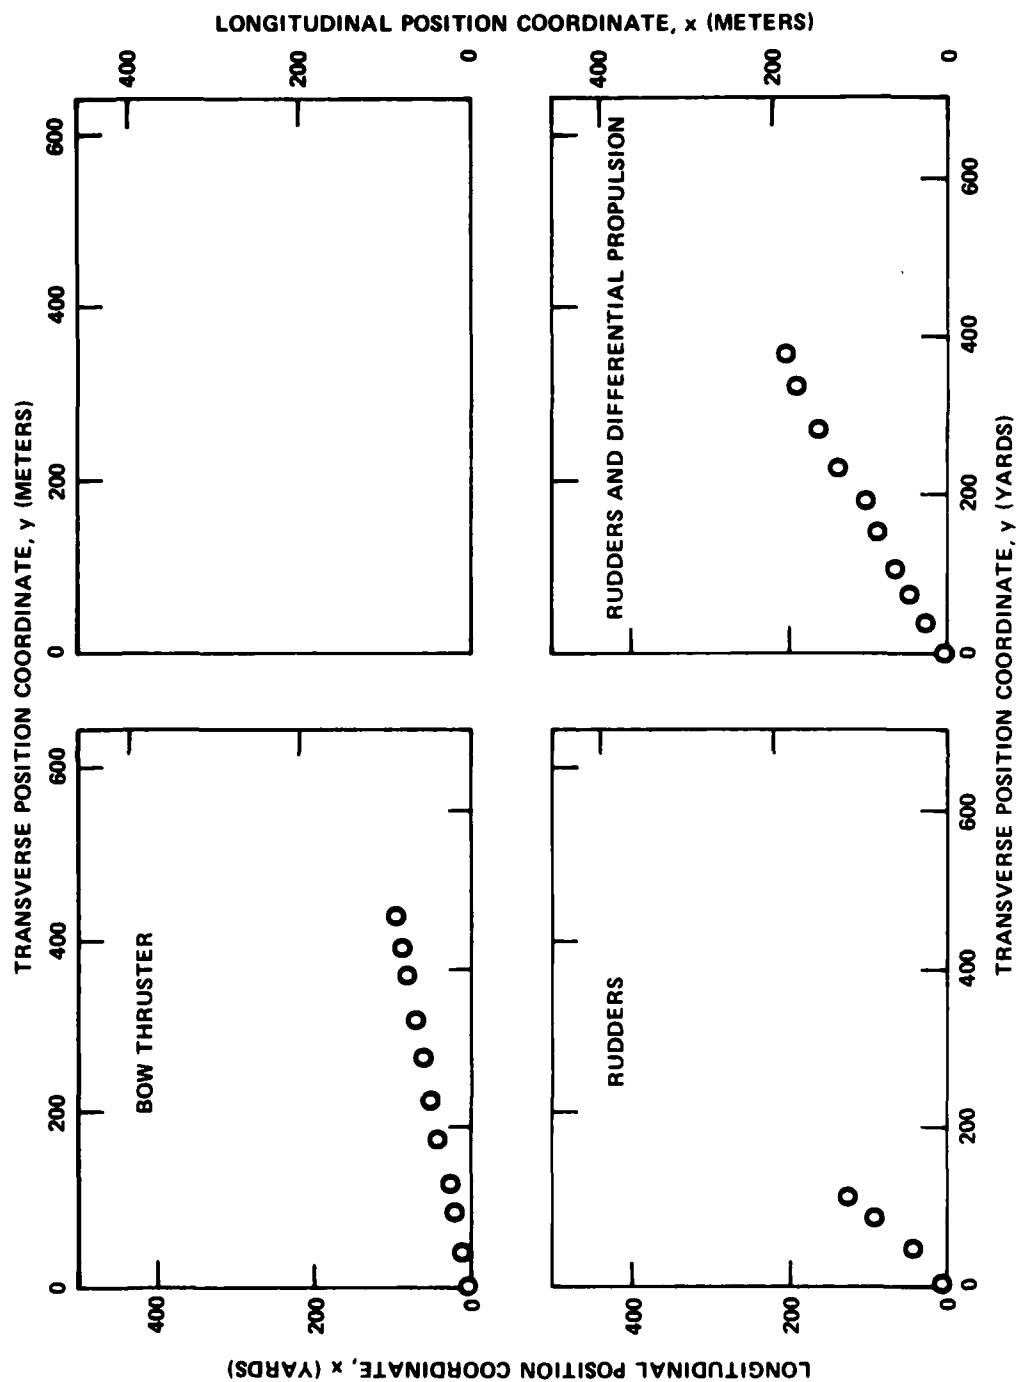 TRANSVERSE POSITION COORDINATE, y (METERS)
0 200 400 600 0 200 400 600
LONGITUDINAL POSITION COORDINATE, x (YARDS)
400
200
0
BOW THRUSTER
400
200
0
400
200
0
RUDDERS
RUDDERS AND DIFFERENTIAL PROPULSION
400
200
0
LONGITUDINAL POSITION COORDINATE, x (METERS)
0 200 400 600 0 200 400 600
TRANSVERSE POSITION COORDINATE, y (YARDS)